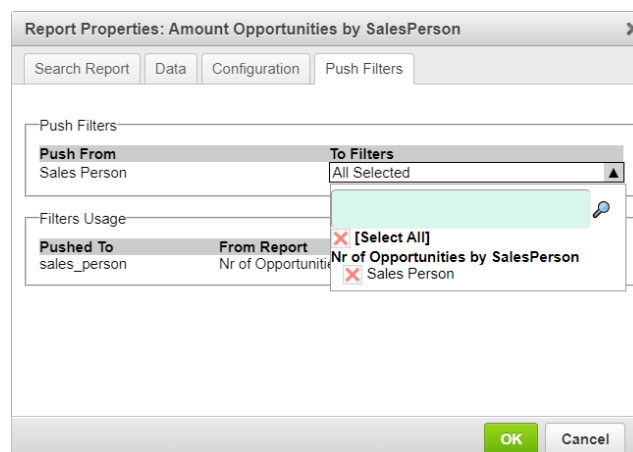 Report Properties: Amount Opportunities by SalesPerson
Search Report Data Configuration Push Filters
Push Filters
Push From To Filters
Sales Person All Selected
[Select All]
Nr of Opportunities by SalesPerson
Sales Person
Filters Usage
Pushed To From Report
sales_person Nr of
OK Cancel